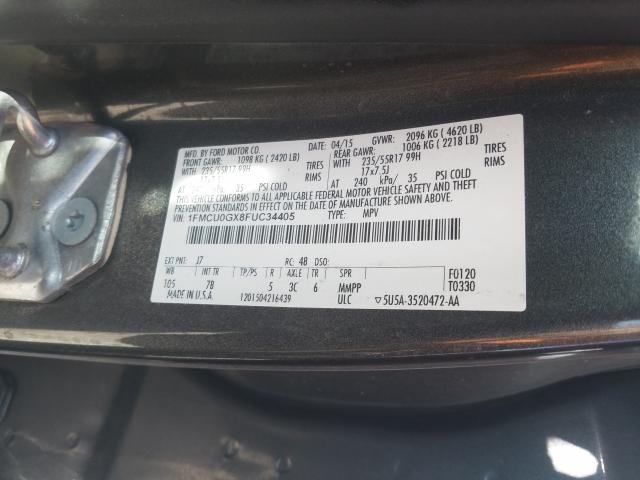 MFD. BY FORD MOTOR CO.
DATE: 04/15 GVWR: 2096 KG ( 4620 LB)
FRONT GAWR: 1098 KG ( 2420 LB) REAR GAWR: 1006 KG ( 2218 LB)
235/55R17 99H TIRES WITH 235/55R17 99H TIRES
RIMS WITH 17x7.5J RIMS
AT kPa/ 35 PSI COLD AT 240 kPa/ 35 PSI COLD
THIS VEHICLE CONFORMS TO ALL APPLICABLE FEDERAL MOTOR VEHICLE SAFETY AND BUMPER AND THEFT
PREVENTION STANDARDS IN EFFECT ON THE DATE OF MANUFACTURE SHOWN ABOVE.
VIN: 1FMCU0GX8FUC34405
TYPE: MPV
EXT PNT: J7 RC: 48 DSO:
WB INT TR TP/PS R AXLE TR SPR F0120
105 7B 5 3C 6 MMPP T0330
MADE IN U.S.A. 1201504216439 ULC ▽5U5A-3520472-AA